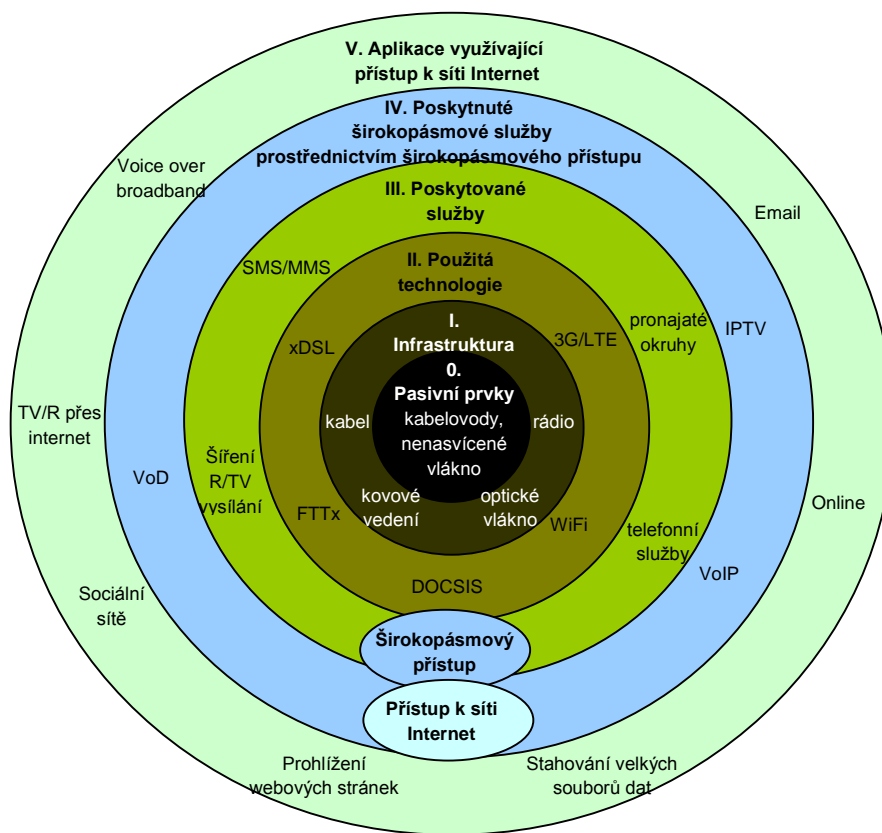 V. Aplikace využívající
přístup k síti Internet
IV. Poskytnuté
širokopásmové služby
prostřednictvím širokopásmového přístupu
Voice over
broadband
III. Poskytované
služby
Email
SMS/MMS
II. Použitá
technologie
pronajaté
okruhy
IPTV
xDSL
I.
Infrastruktura
3G/LTE
0.
Pasivní prvky
kabelovody,
nenasvícené
vlákno
kabel
rádio
TV/R přes
internet
VoD
Šíření
R/TV
vysílání
kovové
vedení
optické
vlákno
Online
FTTx
WiFi
telefonní
služby
VoIP
DOCSIS
Sociální
sítě
Širokopásmový
přístup
Přístup k síti
Internet
Prohlížení
webových stránek
Stahování velkých
souborů dat